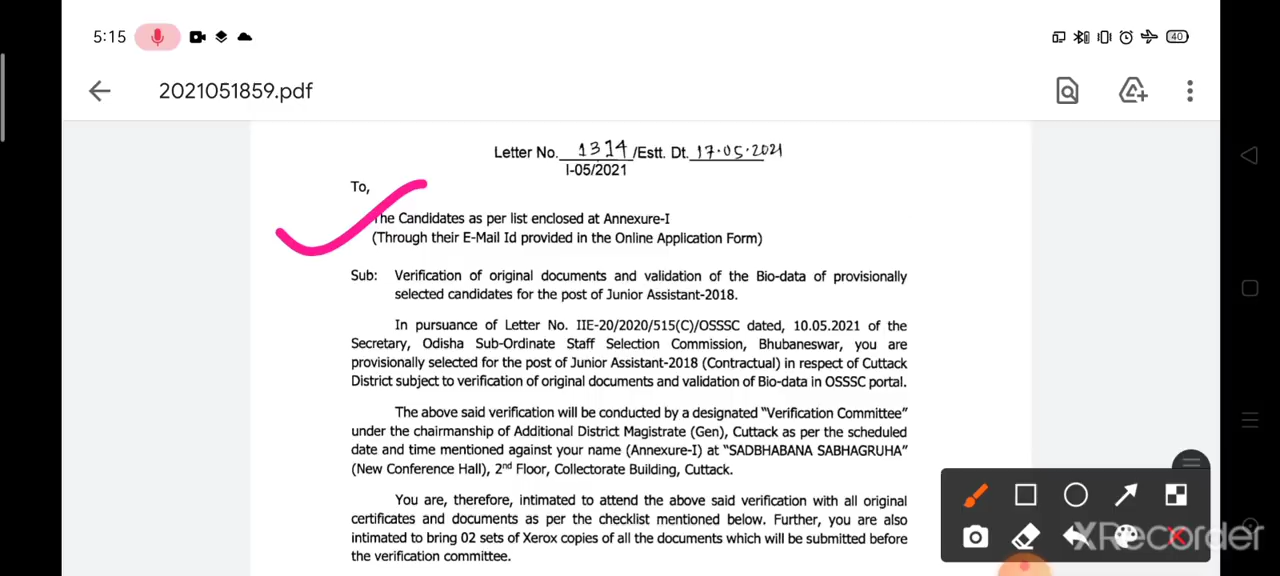 5:15
40
2021051859.pdf
Letter No. 1314 /Estt. Dt. 17.05.2021
I-05/2021
To,
The Candidates as per list enclosed at Annexure-I
(Through their E-Mail Id provided in the Online Application Form)
Sub: Verification of original documents and validation of the Bio-data of provisionally
selected candidates for the post of Junior Assistant-2018.
In pursuance of Letter No. IIE-20/2020/515(C)/OSSSC dated, 10.05.2021 of the
Secretary, Odisha Sub-Ordinate Staff Selection Commission, Bhubaneswar, you are
provisionally selected for the post of Junior Assistant-2018 (Contractual) in respect of Cuttack
District subject to verification of original documents and validation of Bio-data in OSSSC portal.
The above said verification will be conducted by a designated “Verification Committee”
under the chairmanship of Additional District Magistrate (Gen), Cuttack as per the scheduled
date and time mentioned against your name (Annexure-I) at “SADBHABANA SABHAGRUHA”
(New Conference Hall), 2nd Floor, Collectorate Building, Cuttack.
You are, therefore, intimated to attend the above said verification with all original
certificates and documents as per the checklist mentioned below. Further, you are also
intimated to bring 02 sets of Xerox copies of all the documents which will be submitted before
the verification committee.
XRecorder